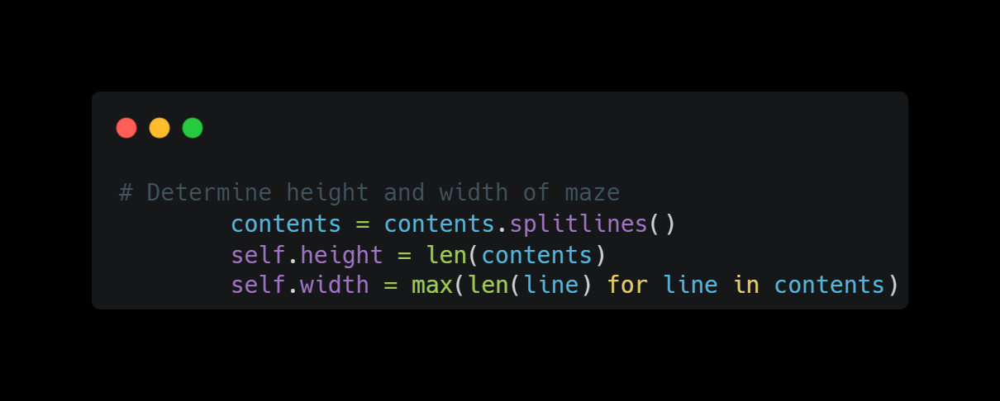 # Determine height and width of maze
        contents = contents.splitlines()
        self.height = len(contents)
        self.width = max(len(line) for line in contents)